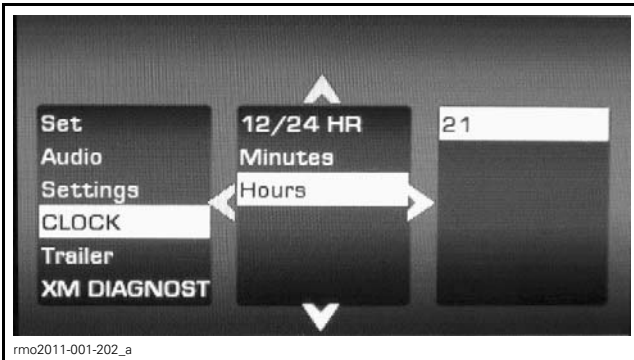 Set
Audio
Settings
CLOCK
Trailer
XM DIAGNOST
12/24 HR
Minutes
Hours
21
rmo2011-001-202_a